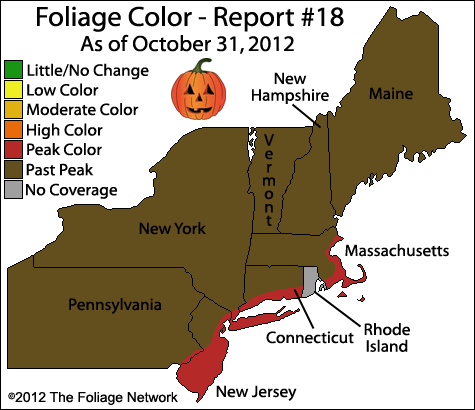 Foliage Color - Report #18
As of October 31, 2012
Little/No Change
Low Color
Moderate Color
High Color
Peak Color
Past Peak
No Coverage
New
Hampshire
Maine
Vermont
New York
Massachusetts
Pennsylvania
Connecticut
Rhode
Island
New Jersey
©2012 The Foliage Network